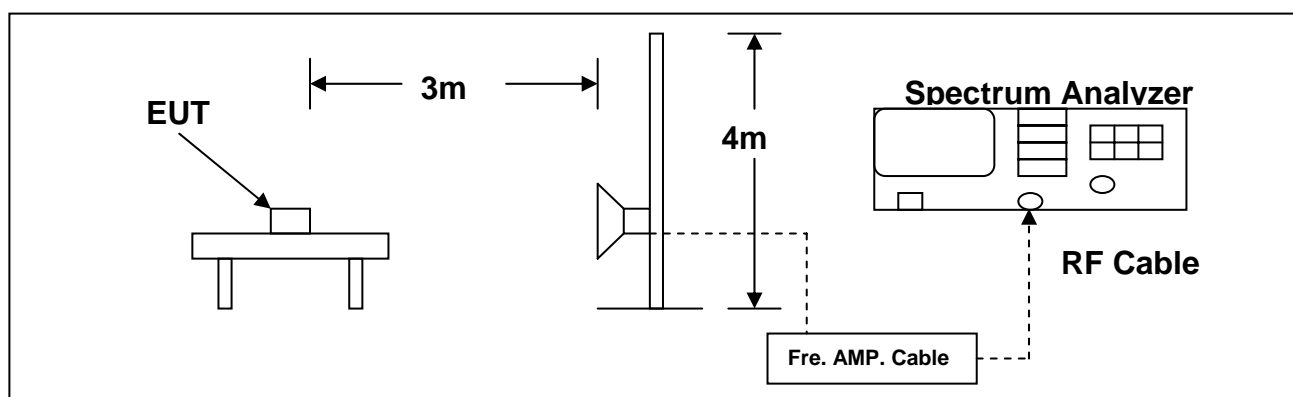 3m
EUT
4m
Spectrum Analyzer
RF Cable
Fre. AMP. Cable